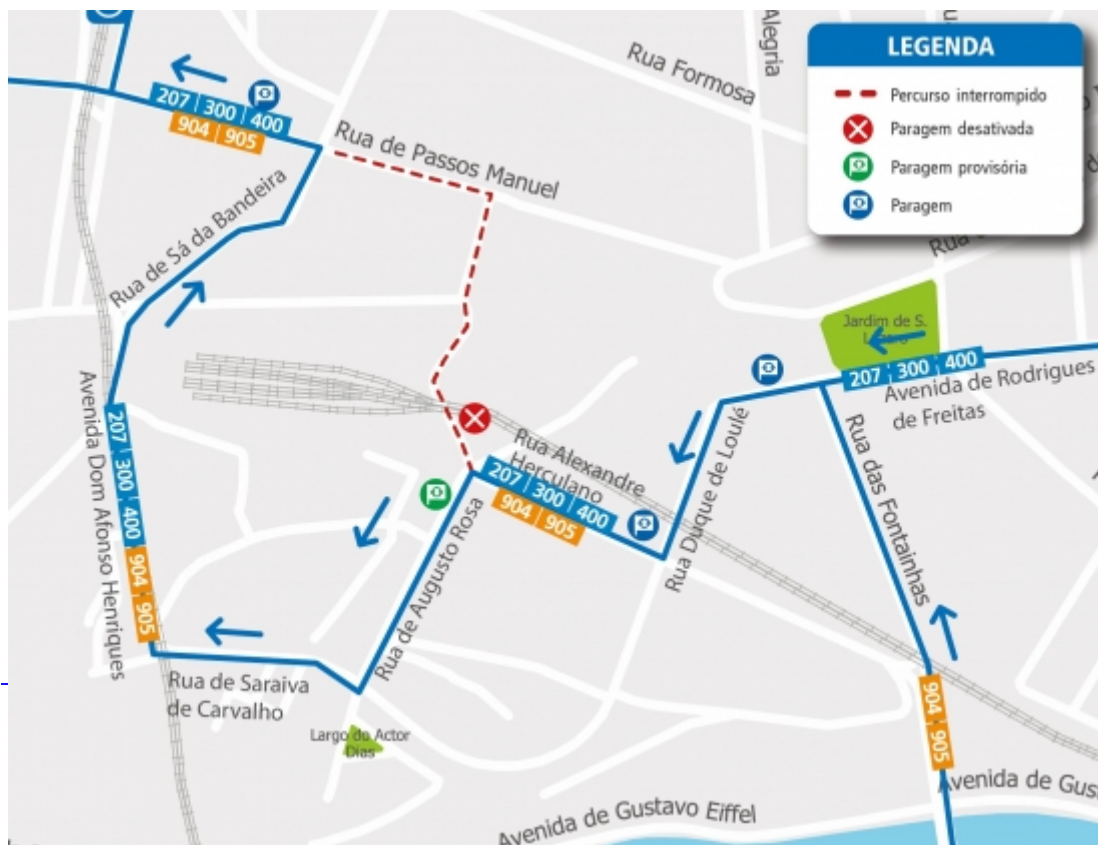 LEGENDA
Percurso interrompido
Paragem desativada
Paragem provisória
Paragem
Alegria
Rua Formosa
207 300 400
904 905
Rua de Passos Manuel
Rua de Sá da Bandeira
Jardim de S.
207 300 400
Avenida de Rodrigues
de Freitas
Avenida Dom Afonso Henriques
207 300 400 904 905
Rua Alexandre
Herculano
207 300 400
904 905
Rua Duque de Loulé
Rua das Fontainhas
Rua de Augusto Rosa
Rua de Saraiva
de Carvalho
Largo do Actor
Dias
904 905
Avenida de Gus
Avenida de Gustavo Eiffel